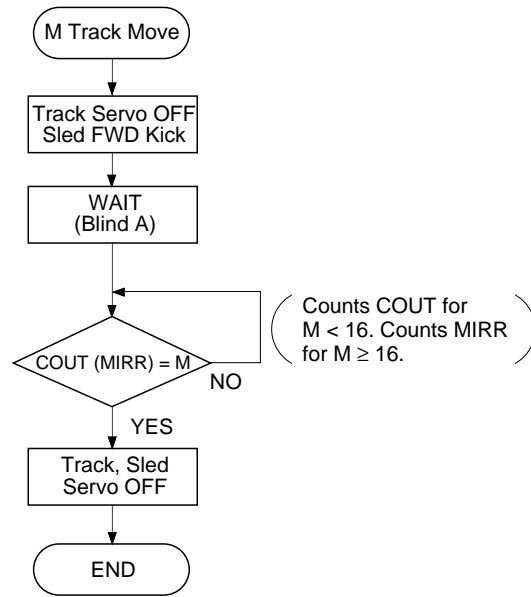 M Track Move
Track Servo OFF
Sled FWD Kick
WAIT
(Blind A)
COUT (MIRR) = M
NO
Counts COUT for
M < 16. Counts MIRR
for M ≥ 16.
YES
Track, Sled
Servo OFF
END